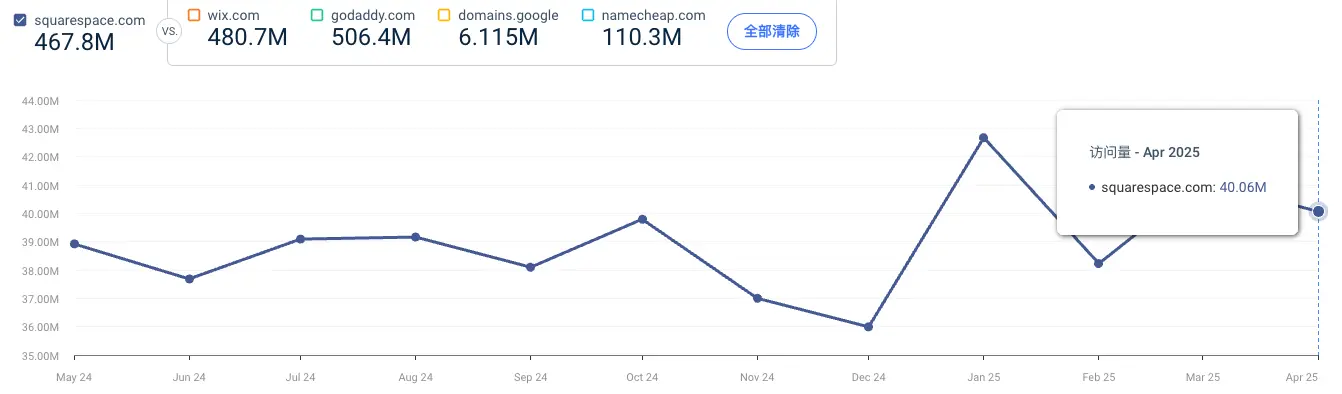 squarespace.com
467.8M
VS.
wix.com
480.7M
godaddy.com
506.4M
domains.google
6.115M
namecheap.com
110.3M
全部清除
44.00M
43.00M
42.00M
41.00M
40.00M
39.00M
38.00M
37.00M
36.00M
35.00M
访问量 - Apr 2025
squarespace.com: 40.06M
May 24
Jun 24
Jul 24
Aug 24
Sep 24
Oct 24
Nov 24
Dec 24
Jan 25
Feb 25
Mar 25
Apr 25